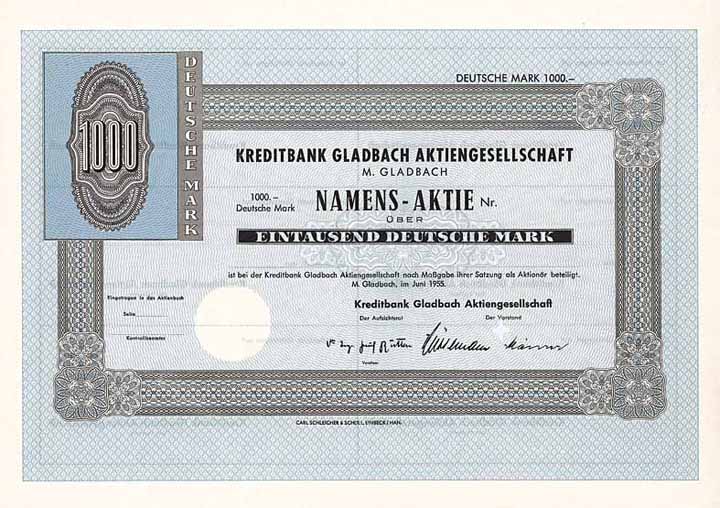 DEUTSCHE MARK 1000.–
1000
DEUTSCHE MARK
KREDITBANK GLADBACH AKTIENGESELLSCHAFT
M. GLADBACH
1000.–
Deutsche Mark
NAMENS-AKTIE Nr.
ÜBER
EINTAUSEND DEUTSCHE MARK
ist bei der Kreditbank Gladbach Aktiengesellschaft nach Maßgabe ihrer Satzung als Aktionär beteiligt.
M. Gladbach, im Juni 1955.
Eingetragen in das Aktienbuch
Kreditbank Gladbach Aktiengesellschaft
Seite
Der Aufsichtsrat
Der Vorstand
Kontrollbeamter
Vorsitzer
CARL SCHLEICHER & SCHÜLL, EINBECK/HAN.